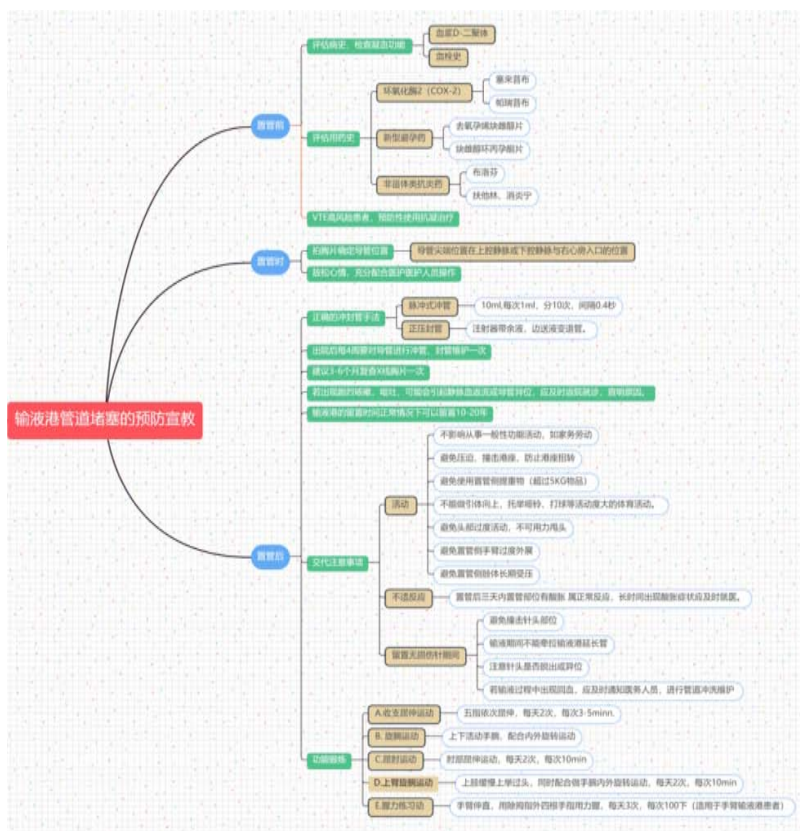 输液港管道堵塞的预防宣教
置管前
评估病史、检查凝血功能
血浆D-二聚体
血栓史
评估用药史
环氧化酶2（COX-2）
塞来昔布
帕瑞昔布
新型避孕药
去氧孕烯炔雌醇片
炔雌醇环丙孕酮片
非甾体类抗炎药
布洛芬
扶他林、消炎宁
VTE高风险患者，预防性使用抗凝治疗
置管时
拍胸片确定导管位置
导管尖端位置在上腔静脉或下腔静脉与右心房入口的位置
放松心情，充分配合医护医护人员操作
置管后
正确的冲封管手法
脉冲式冲管
10ml,每次1ml，分10次，间隔0.4秒
正压封管
注射器带余液，边送液变退管。
出院后每4周要对导管进行冲管、封管维护一次
建议3-6个月复查X线胸片一次
若出现剧烈咳嗽、呕吐，可能会引起静脉血返流或导管异位，应及时返院就诊，查明原因。
输液港的留置时间正常情况下可以留置10-20年
交代注意事项
活动
不影响从事一般性功能活动，如家务劳动
避免压迫、撞击港座，防止港座扭转
避免使用置管侧提重物（超过5KG物品）
不能做引体向上、托举哑铃、打球等活动度大的体育活动。
避免头部过度活动，不可用力甩头
避免置管侧手臂过度外展
避免置管侧肢体长期受压
不适反应
置管后三天内置管部位有酸胀 属正常反应，长时间出现酸胀症状应及时就医。
留置无损伤针期间
避免撞击针头部位
输液期间不能牵拉输液港延长管
注意针头是否脱出或异位
若输液过程中出现回血，应及时通知医务人员，进行管道冲洗维护
功能锻炼
A.收支屈伸运动
五指依次屈伸，每天2次，每次3-5minn.
B. 旋腕运动
上下活动手腕，配合内外旋转运动
C.屈肘运动
肘部屈伸运动，每天2次，每次10min
D.上臂旋腕运动
上肢缓慢上举过头，同时配合做手腕内外旋转运动，每天2次，每次10min
E.握力练习动
手臂伸直，用除拇指外四根手指用力握，每天3次，每次100下（适用于手臂输液港患者）